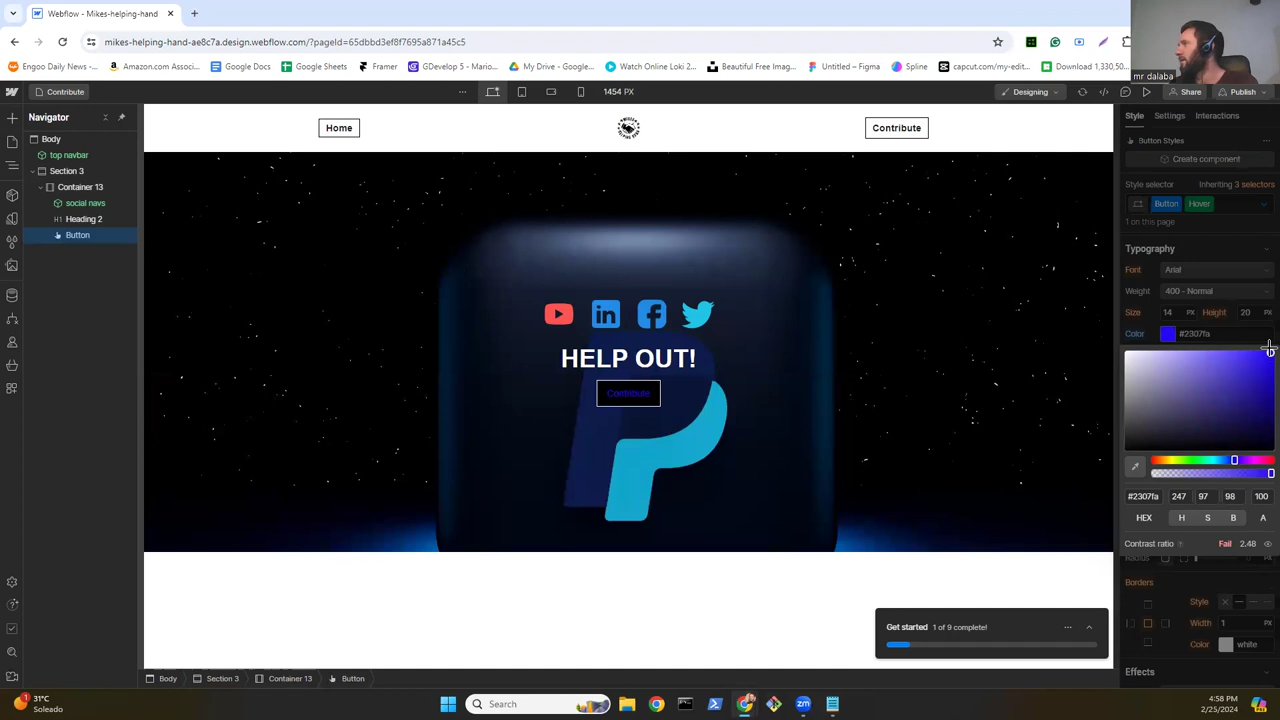 Webflow - Mikes-helping-hand
mikes-helping-hand-ae8c7a.design.webflow.com/?pageId=65dbbd3ef8f7695a871a45c5
Engoo Daily News -...
Amazon.com Associ...
Google Docs
Google Sheets
Framer
GDevelop 5 - Mario...
My Drive - Google...
Watch Online Loki 2...
Beautiful Free Imag...
Untitled – Figma
Spline
capcut.com/my-edit...
Download 1,330,50...
mr dalaba
Contribute
1454 PX
Designing
Share
Publish
Navigator
Body
top navbar
Section 3
Container 13
social navs
H1 Heading 2
Button
Home
Contribute
HELP OUT!
Contribute
Get started 1 of 9 complete!
Style Settings Interactions
Button Styles
Create component
Style selector Inheriting 3 selectors
Button Hover
1 on this page
Typography
Font Arial
Weight 400 - Normal
Size 14 PX Height 20 PX
Color #2307fa
#2307fa 247 97 98 100
HEX H S B A
Contrast ratio Fail 2.48
Radius
Borders
Style
Width 1 PX
Color white
Effects
Body Section 3 Container 13 Button
31°C
Soleado
Search
4:58 PM
2/25/2024